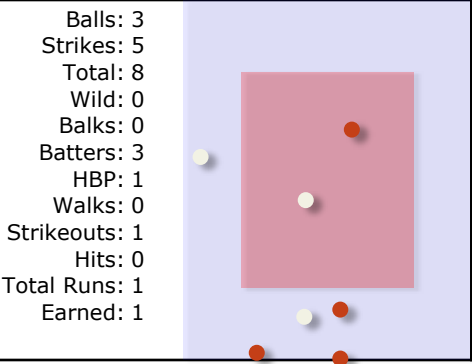 Balls: 3
Strikes: 5
Total: 8
Wild: 0
Balks: 0
Batters: 3
HBP: 1
Walks: 0
Strikeouts: 1
Hits: 0
Total Runs: 1
Earned: 1